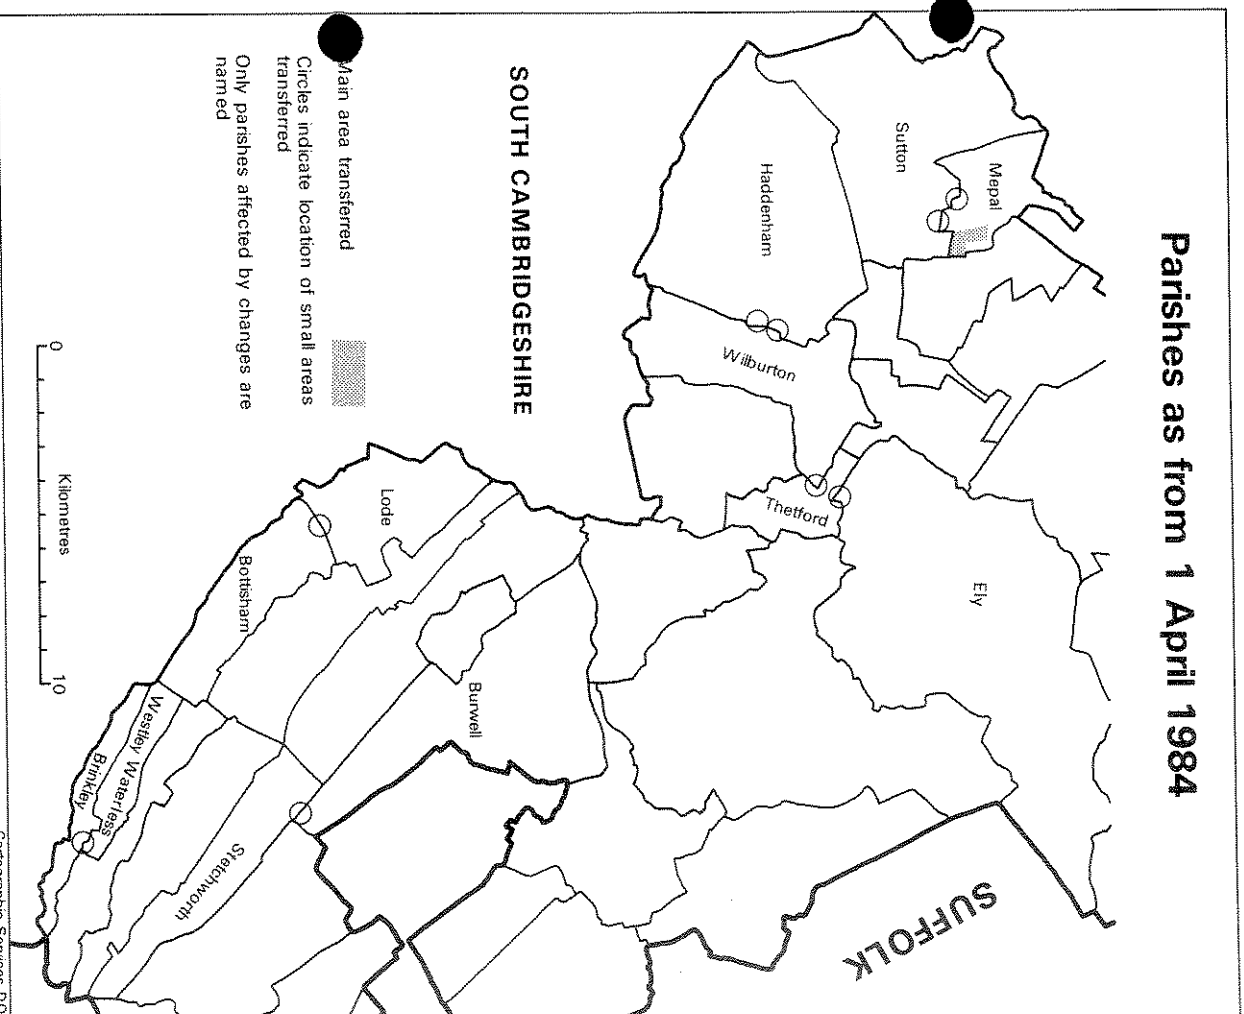 Parishes as from 1 April 1984
Mepal
Sutton
Haddenham
Wilburton
Thetford
Ely
SOUTH CAMBRIDGESHIRE
SUFFOLK
Main area transferred
Circles indicate location of small areas
transferred
Only parishes affected by changes are
named
Lode
Bottisham
Burwell
Westley Waterless
Brinkley
Stetchworth
0
10
Kilometres